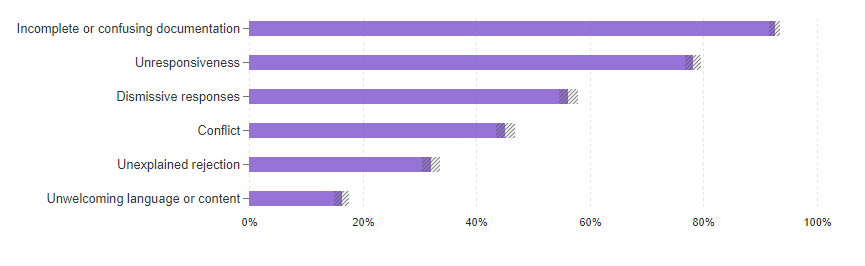 Incomplete or confusing documentation
Unresponsiveness
Dismissive responses
Conflict
Unexplained rejection
Unwelcoming language or content
0% 20% 40% 60% 80% 100%